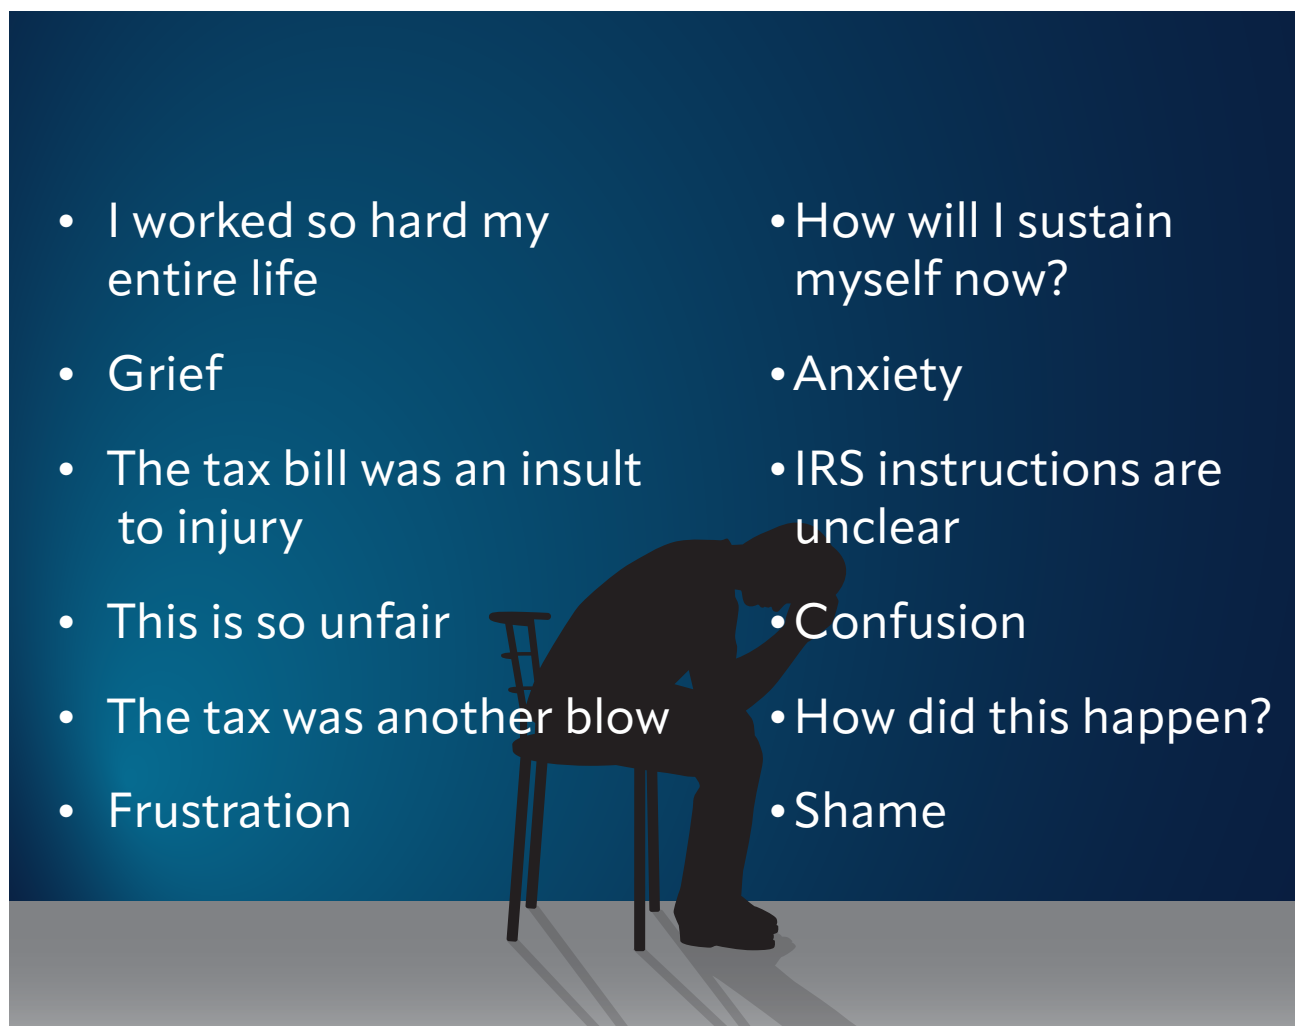 • I worked so hard my
entire life
• Grief
• The tax bill was an insult
to injury
• This is so unfair
• The tax was another blow
• Frustration
• How will I sustain
myself now?
• Anxiety
• IRS instructions are
unclear
• Confusion
• How did this happen?
• Shame